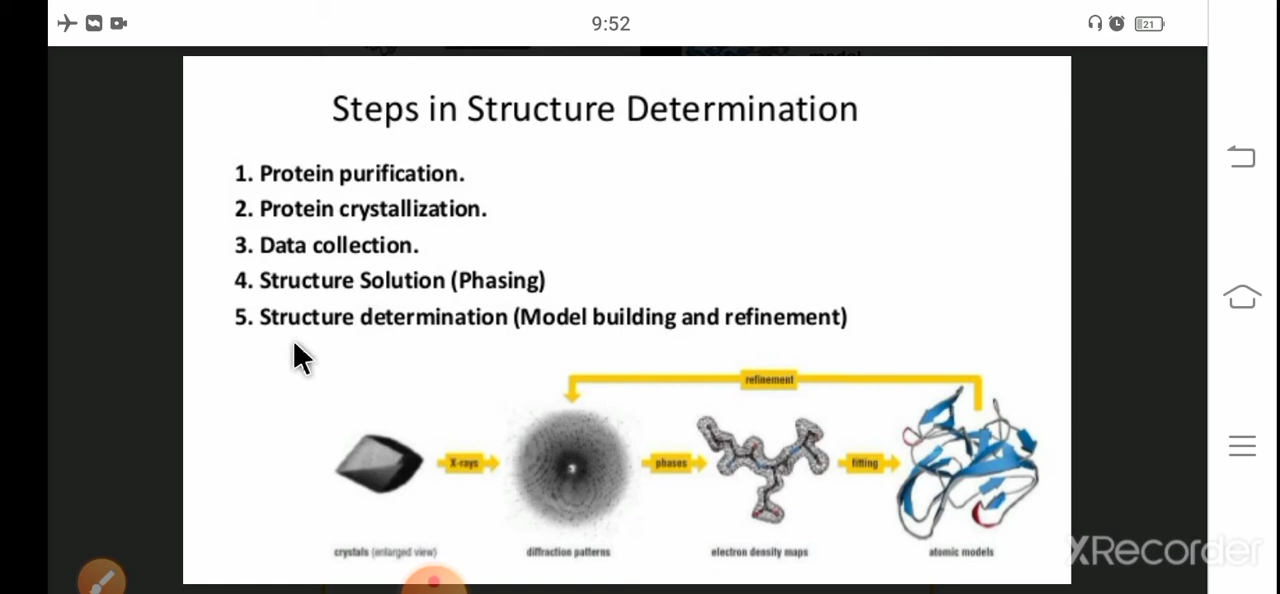 9:52
21
Steps in Structure Determination
1. Protein purification.
2. Protein crystallization.
3. Data collection.
4. Structure Solution (Phasing)
5. Structure determination (Model building and refinement)
refinement
X-rays
phases
fitting
crystals (enlarged view)
diffraction patterns
electron density maps
atomic models
XRecorder